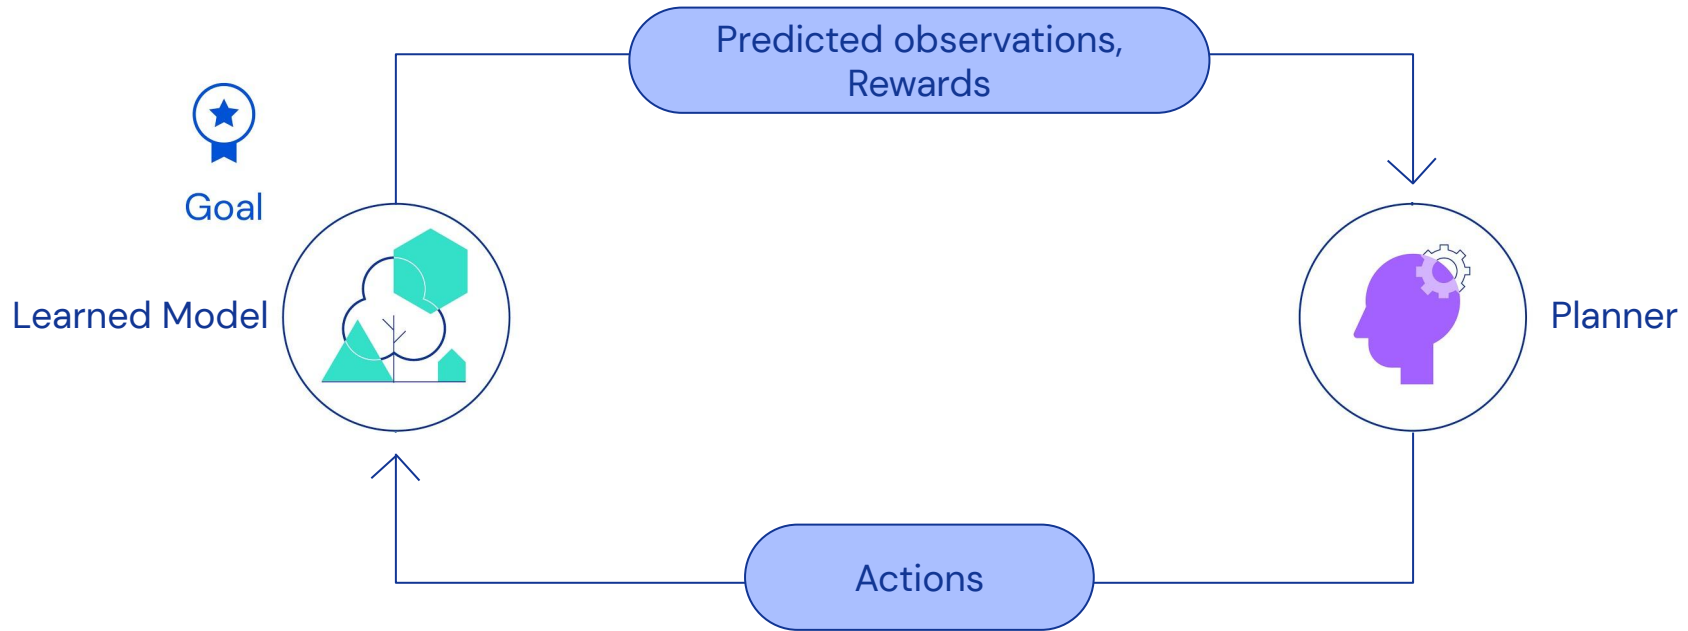 Predicted observations,
Rewards
Goal
Learned Model
Planner
Actions